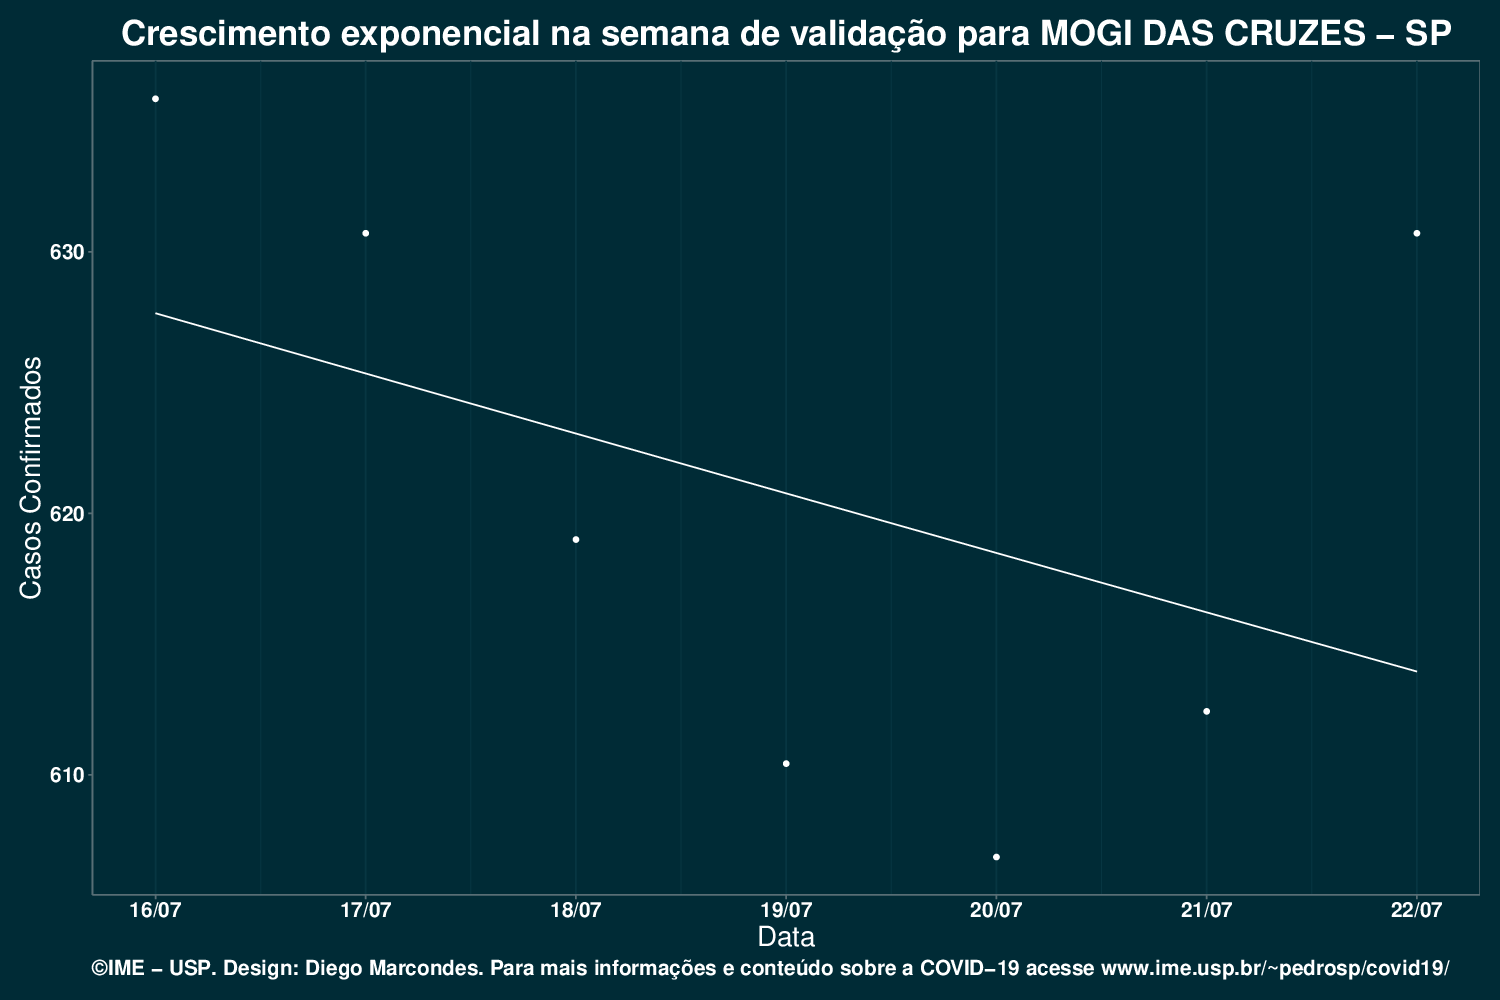 Crescimento exponencial na semana de validação para MOGI DAS CRUZES – SP
Casos Confirmados
630
620
610
16/07 17/07 18/07 19/07 20/07 21/07 22/07
Data
©IME – USP. Design: Diego Marcondes. Para mais informações e conteúdo sobre a COVID–19 acesse www.ime.usp.br/~pedrosp/covid19/